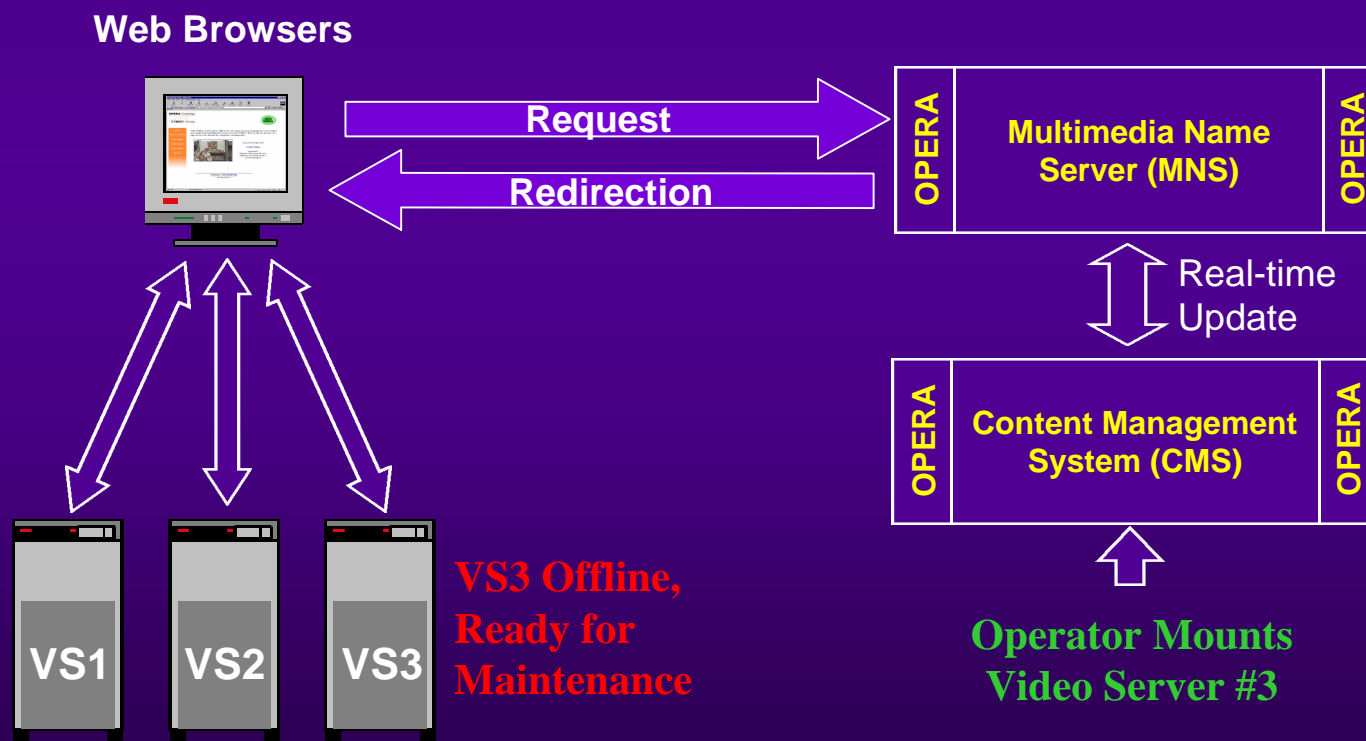 Web Browsers
Request
Redirection
OPERA
Multimedia Name
Server (MNS)
OPERA
Real-time
Update
OPERA
Content Management
System (CMS)
OPERA
VS1
VS2
VS3
VS3 Offline,
Ready for
Maintenance
Operator Mounts
Video Server #3